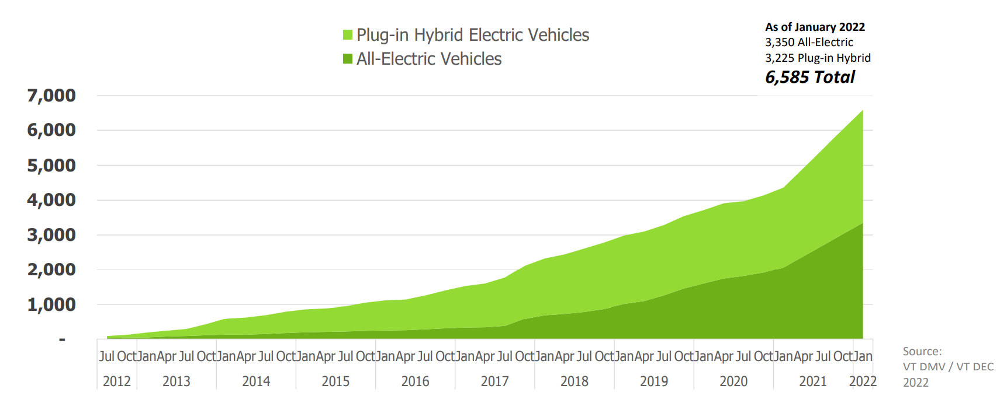 Plug-in Hybrid Electric Vehicles
All-Electric Vehicles
As of January 2022
3,350 All-Electric
3,225 Plug-in Hybrid
6,585 Total
7,000
6,000
5,000
4,000
3,000
2,000
1,000
-
Jul Oct Jan Apr Jul Oct Jan Apr Jul Oct Jan Apr Jul Oct Jan Apr Jul Oct Jan Apr Jul Oct Jan Apr Jul Oct Jan Apr Jul Oct Jan Apr Jul Oct Jan Apr Jul Oct Jan
2012 2013 2014 2015 2016 2017 2018 2019 2020 2021 2022
Source:
VT DMV / VT DEC
2022